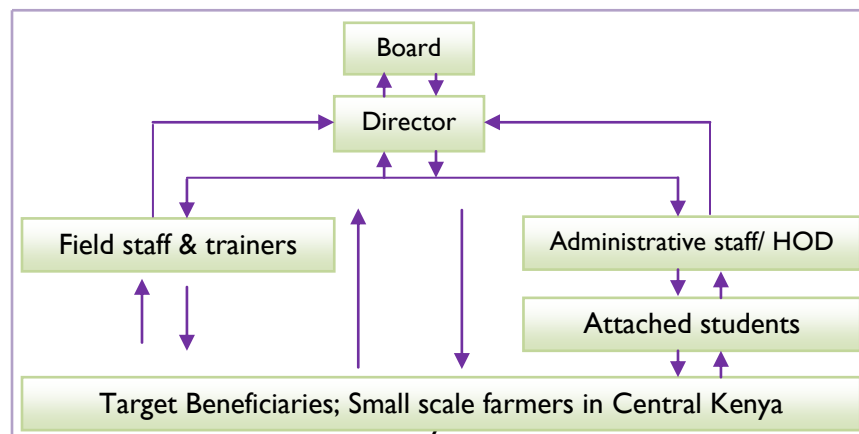 Board
Director
Field staff & trainers
Administrative staff/ HOD
Attached students
Target Beneficiaries; Small scale farmers in Central Kenya